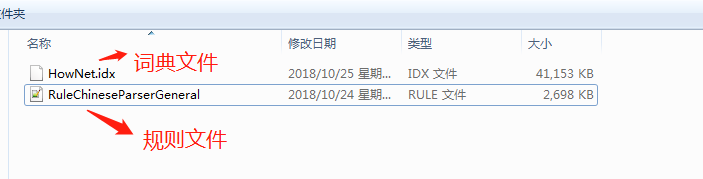 文件夹
名称 修改日期 类型 大小
词典文件
HowNet.idx 2018/10/25 星期... IDX 文件 41,153 KB
RuleChineseParserGeneral 2018/10/24 星期... RULE 文件 2,698 KB
规则文件